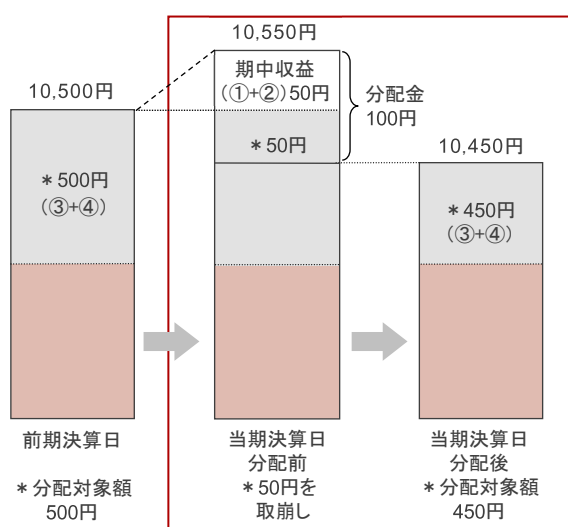 10,550円
期中収益
(①+②)50円
分配金
100円
10,500円
＊50円
10,450円
＊500円
(③+④)
＊450円
(③+④)
前期決算日
＊分配対象額
500円
当期決算日
分配前
＊50円を
取崩し
当期決算日
分配後
＊分配対象額
450円